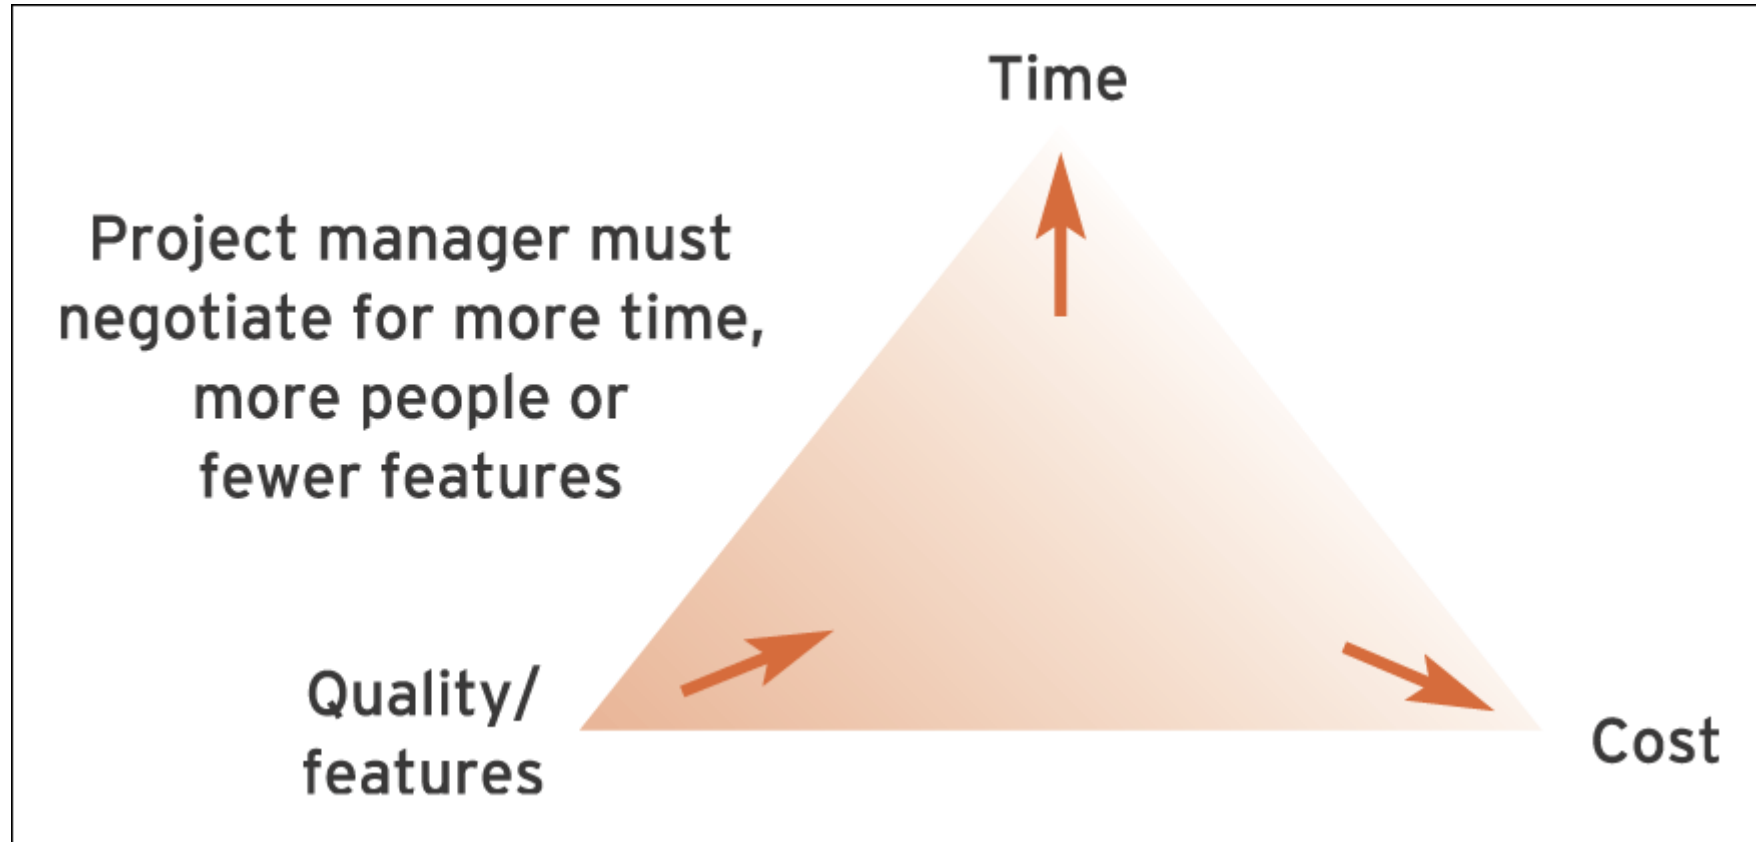 Time
Project manager must
negotiate for more time,
more people or
fewer features
Quality/
features
Cost